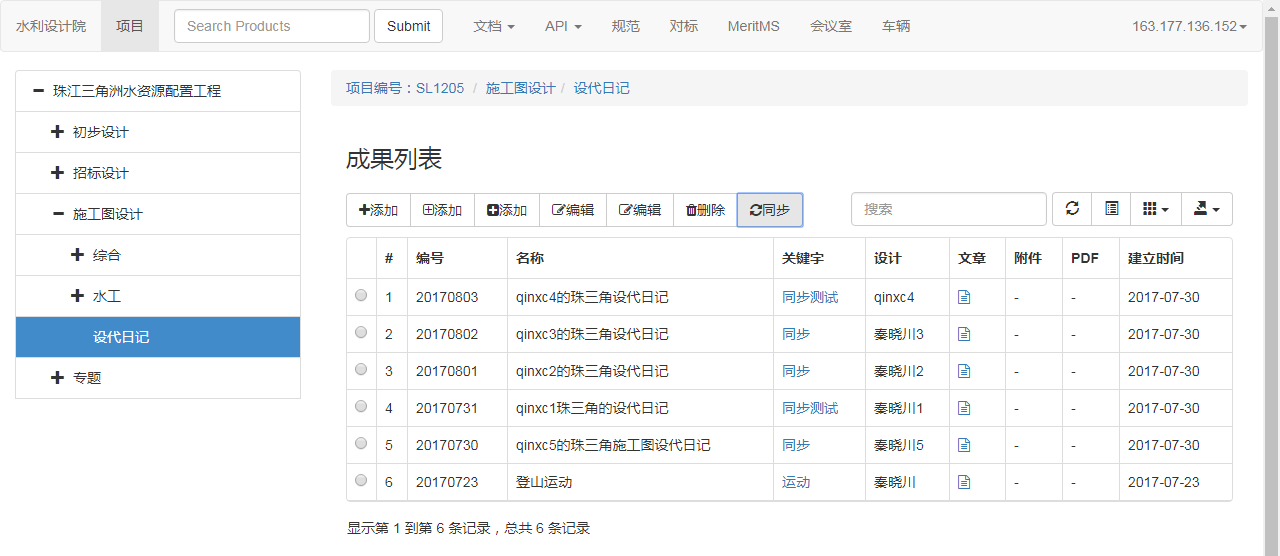 水利设计院 项目 Search Products Submit 文档 API 规范 对标 MeritMS 会议室 车辆 163.177.136.152
珠江三角洲水资源配置工程
初步设计
招标设计
施工图设计
综合
水工
设代日记
专题
项目编号：SL1205 / 施工图设计 / 设代日记
成果列表
添加 添加 添加 编辑 编辑 删除 同步 搜索
# 编号 名称 关键字 设计 文章 附件 PDF 建立时间
1 20170803 qinxc4的珠三角设代日记 同步测试 qinxc4 - - 2017-07-30
2 20170802 qinxc3的珠三角设代日记 同步 秦晓川3 - - 2017-07-30
3 20170801 qinxc2的珠三角设代日记 同步 秦晓川2 - - 2017-07-30
4 20170731 qinxc1珠三角的设代日记 同步测试 秦晓川1 - - 2017-07-30
5 20170730 qinxc5的珠三角施工图设代日记 同步 秦晓川5 - - 2017-07-30
6 20170723 登山运动 运动 秦晓川 - - 2017-07-23
显示第 1 到第 6 条记录，总共 6 条记录